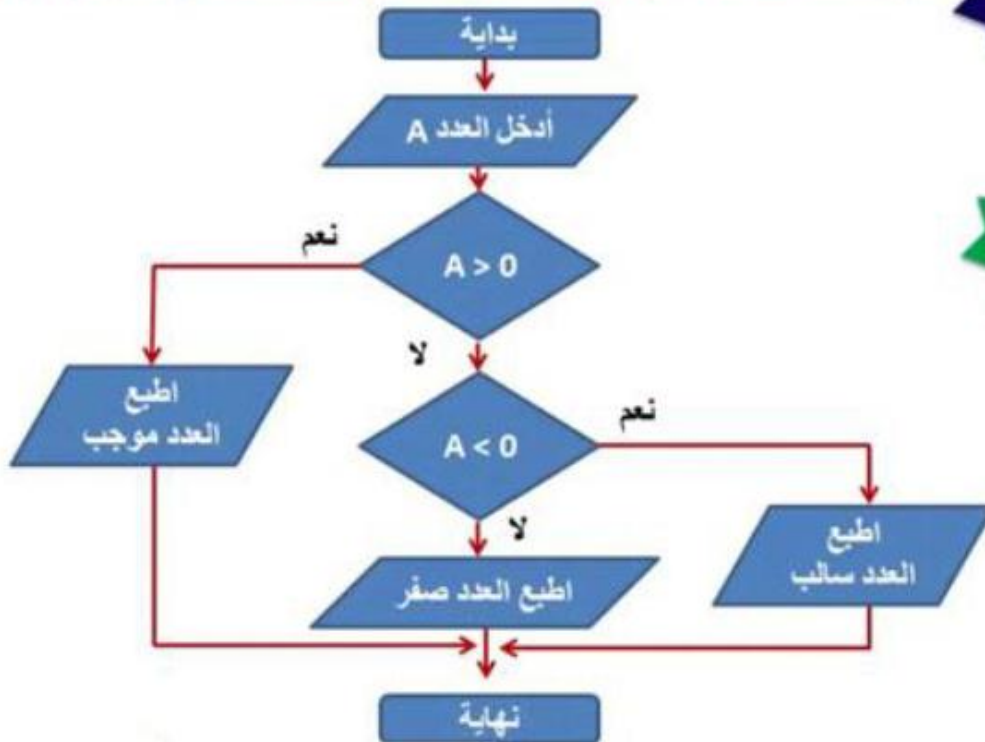 بداية
أدخل العدد A
نعم
A > 0
لا
اطبع
العدد موجب
نعم
A < 0
لا
اطبع
العدد سالب
اطبع العدد صفر
نهاية